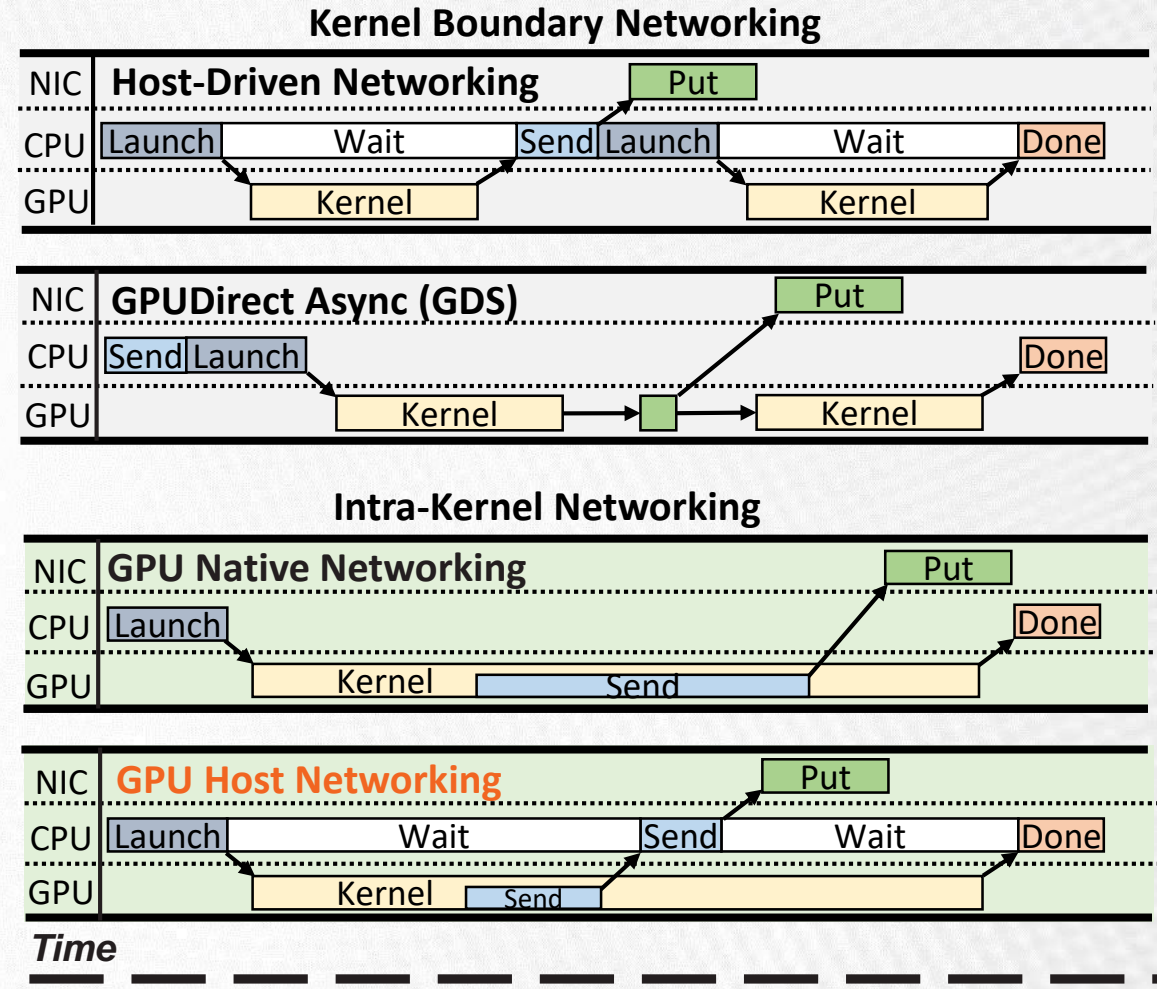 Kernel Boundary Networking
NIC Host-Driven Networking Put
CPU Launch Wait Send Launch Wait Done
GPU Kernel Kernel
NIC GPUDirect Async (GDS) Put
CPU Send Launch Done
GPU Kernel Kernel
Intra-Kernel Networking
NIC GPU Native Networking Put
CPU Launch Done
GPU Kernel Send
NIC GPU Host Networking Put
CPU Launch Wait Send Wait Done
GPU Kernel Send
Time